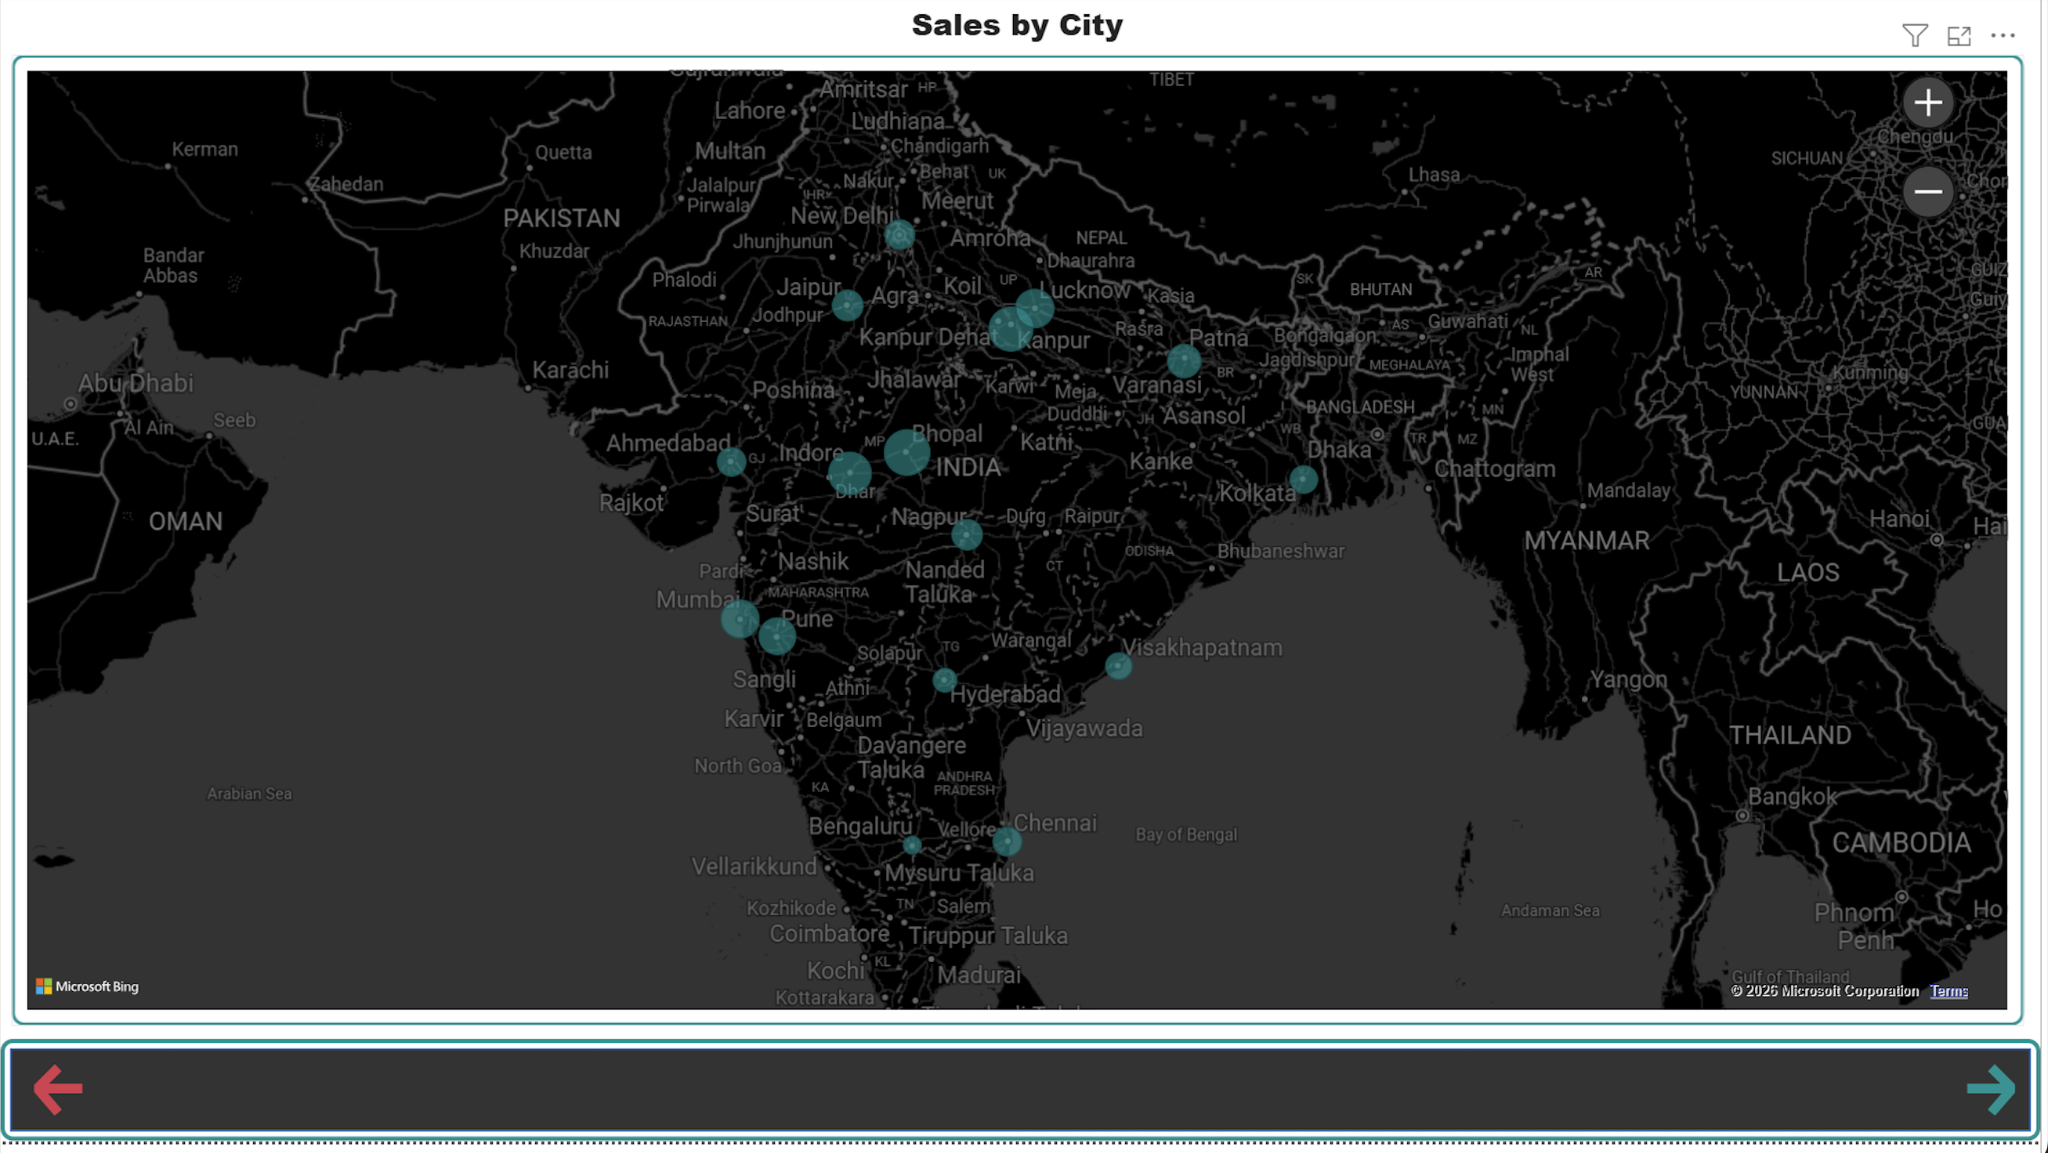 Sales by City
TIBET
Amritsar
HP
Lahore
Ludhiana
Chengdu
Kerman
Quetta
Multan
Chandigarh
SICHUAN
Zahedan
Jalalpur
Pirwala
Nakur
Behat
UK
Lhasa
HR
Meerut
PAKISTAN
New Delhi
Khuzdar
Jhunjhunun
Amroha
NEPAL
Bandar
Abbas
Dhaurahra
Phalodi
Jaipur
Agra
Koil
UP
Lucknow
Kasia
SK
BHUTAN
AR
RAJASTHAN
Jodhpur
Kanpur Dehat
Kanpur
Rasra
Patna
Bongaigaon
AS
Guwahati
NL
Karachi
Jagdishpur
MEGHALAYA
Imphal
West
Abu Dhabi
Poshina
Jhalawar
Karwi
Meja
Varanasi
BR
YUNNAN
Kunming
Al Ain
Seeb
Duddhi
JH
Asansol
WB
BANGLADESH
MN
U.A.E.
Ahmedabad
GJ
Indore
MP
Bhopal
Katni
Kanke
Dhaka
TR
MZ
INDIA
Chattogram
Dhar
Rajkot
Kolkata
Mandalay
OMAN
Surat
Nagpur
Durg
Raipur
Hanoi
Nashik
ODISHA
Bhubaneshwar
MYANMAR
Pardi
Nanded
Taluka
CT
LAOS
Mumbai
MAHARASHTRA
Pune
Solapur
TG
Warangal
Visakhapatnam
Sangli
Athni
Hyderabad
Yangon
Karvir
Belgaum
Vijayawada
THAILAND
North Goa
Davangere
Taluka
ANDHRA
PRADESH
Arabian Sea
KA
Bangkok
Bengaluru
Vellore
Chennai
Bay of Bengal
CAMBODIA
Vellarikkund
Mysuru Taluka
Kozhikode
TN
Salem
Andaman Sea
Phnom
Penh
Coimbatore
Tiruppur Taluka
Kochi
KL
Madurai
Gulf of Thailand
Kottarakara
Microsoft Bing
© 2026 Microsoft Corporation Terms